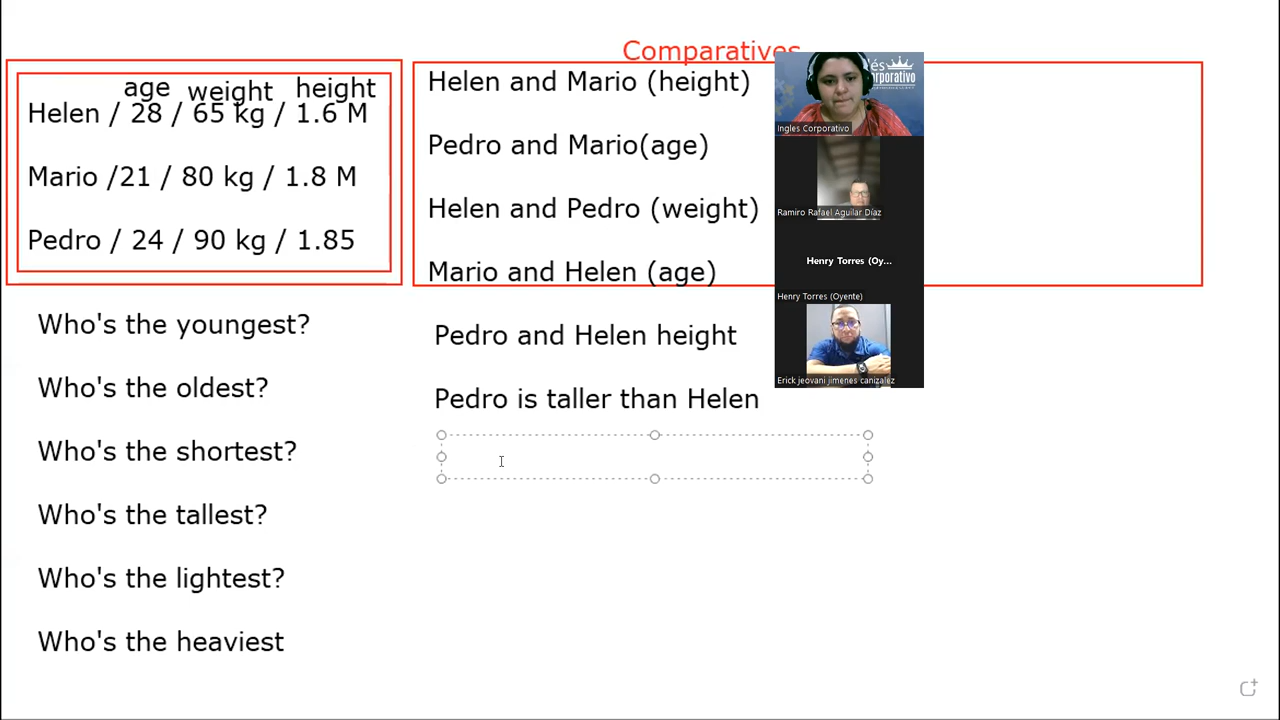 Comparatives
age weight height
Helen / 28 / 65 kg / 1.6 M
Mario /21 / 80 kg / 1.8 M
Pedro / 24 / 90 kg / 1.85
Who's the youngest?
Who's the oldest?
Who's the shortest?
Who's the tallest?
Who's the lightest?
Who's the heaviest
Helen and Mario (height)
Pedro and Mario(age)
Helen and Pedro (weight)
Mario and Helen (age)
Pedro and Helen height
Pedro is taller than Helen
Ingles Corporativo
Ramiro Rafael Aguilar Díaz
Henry Torres (Oy...
Henry Torres (Oyente)
Erick jeovani jimenes canizalez